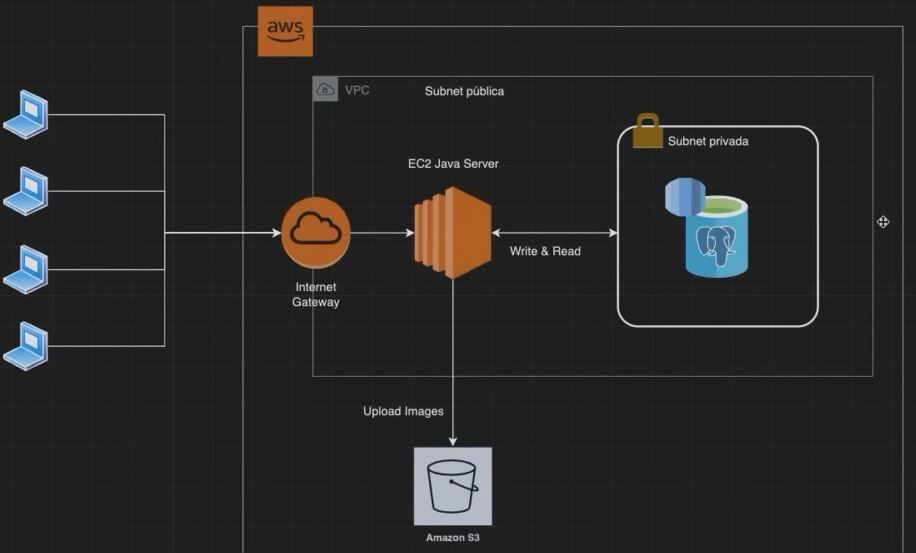 aws
VPC
Subnet pública
EC2 Java Server
Subnet privada
Write & Read
Internet
Gateway
Upload Images
Amazon S3